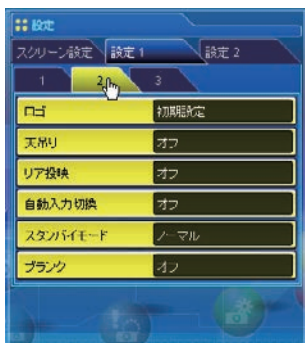 設定
スクリーン設定 設定 1 設定 2
1 2 3
ロゴ 初期設定
天吊り オフ
リア投映 オフ
自動入力切換 オフ
スタンバイモード ノーマル
ブランク オフ